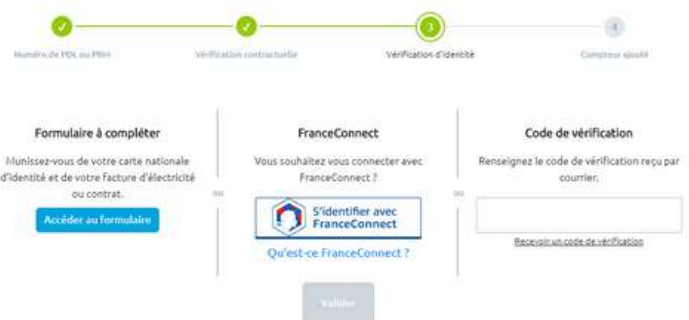 3
4
Numéro de PDL ou PRM
Vérification contractuelle
Vérification d'identité
Compteur ajouté
Formulaire à compléter
Munissez-vous de votre carte nationale
d'identité et de votre facture d'électricité
ou contrat.
Accéder au formulaire
ou
FranceConnect
Vous souhaitez vous connecter avec
FranceConnect ?
S'identifier avec
FranceConnect
Qu'est-ce FranceConnect ?
ou
Code de vérification
Renseignez le code de vérification reçu par
courrier.
Recevoir un code de vérification
Valider